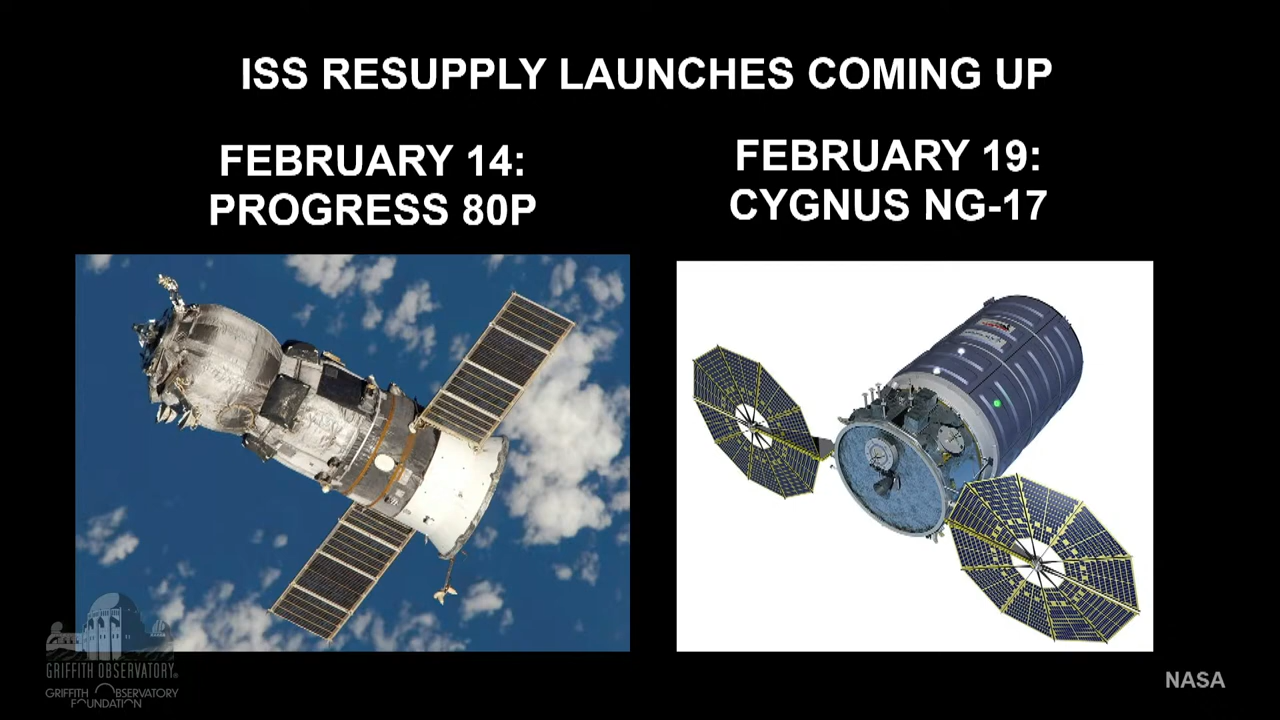 ISS RESUPPLY LAUNCHES COMING UP
FEBRUARY 14:
PROGRESS 80P
FEBRUARY 19:
CYGNUS NG-17
GRIFFITH OBSERVATORY
GRIFFITH OBSERVATORY
FOUNDATION
NASA